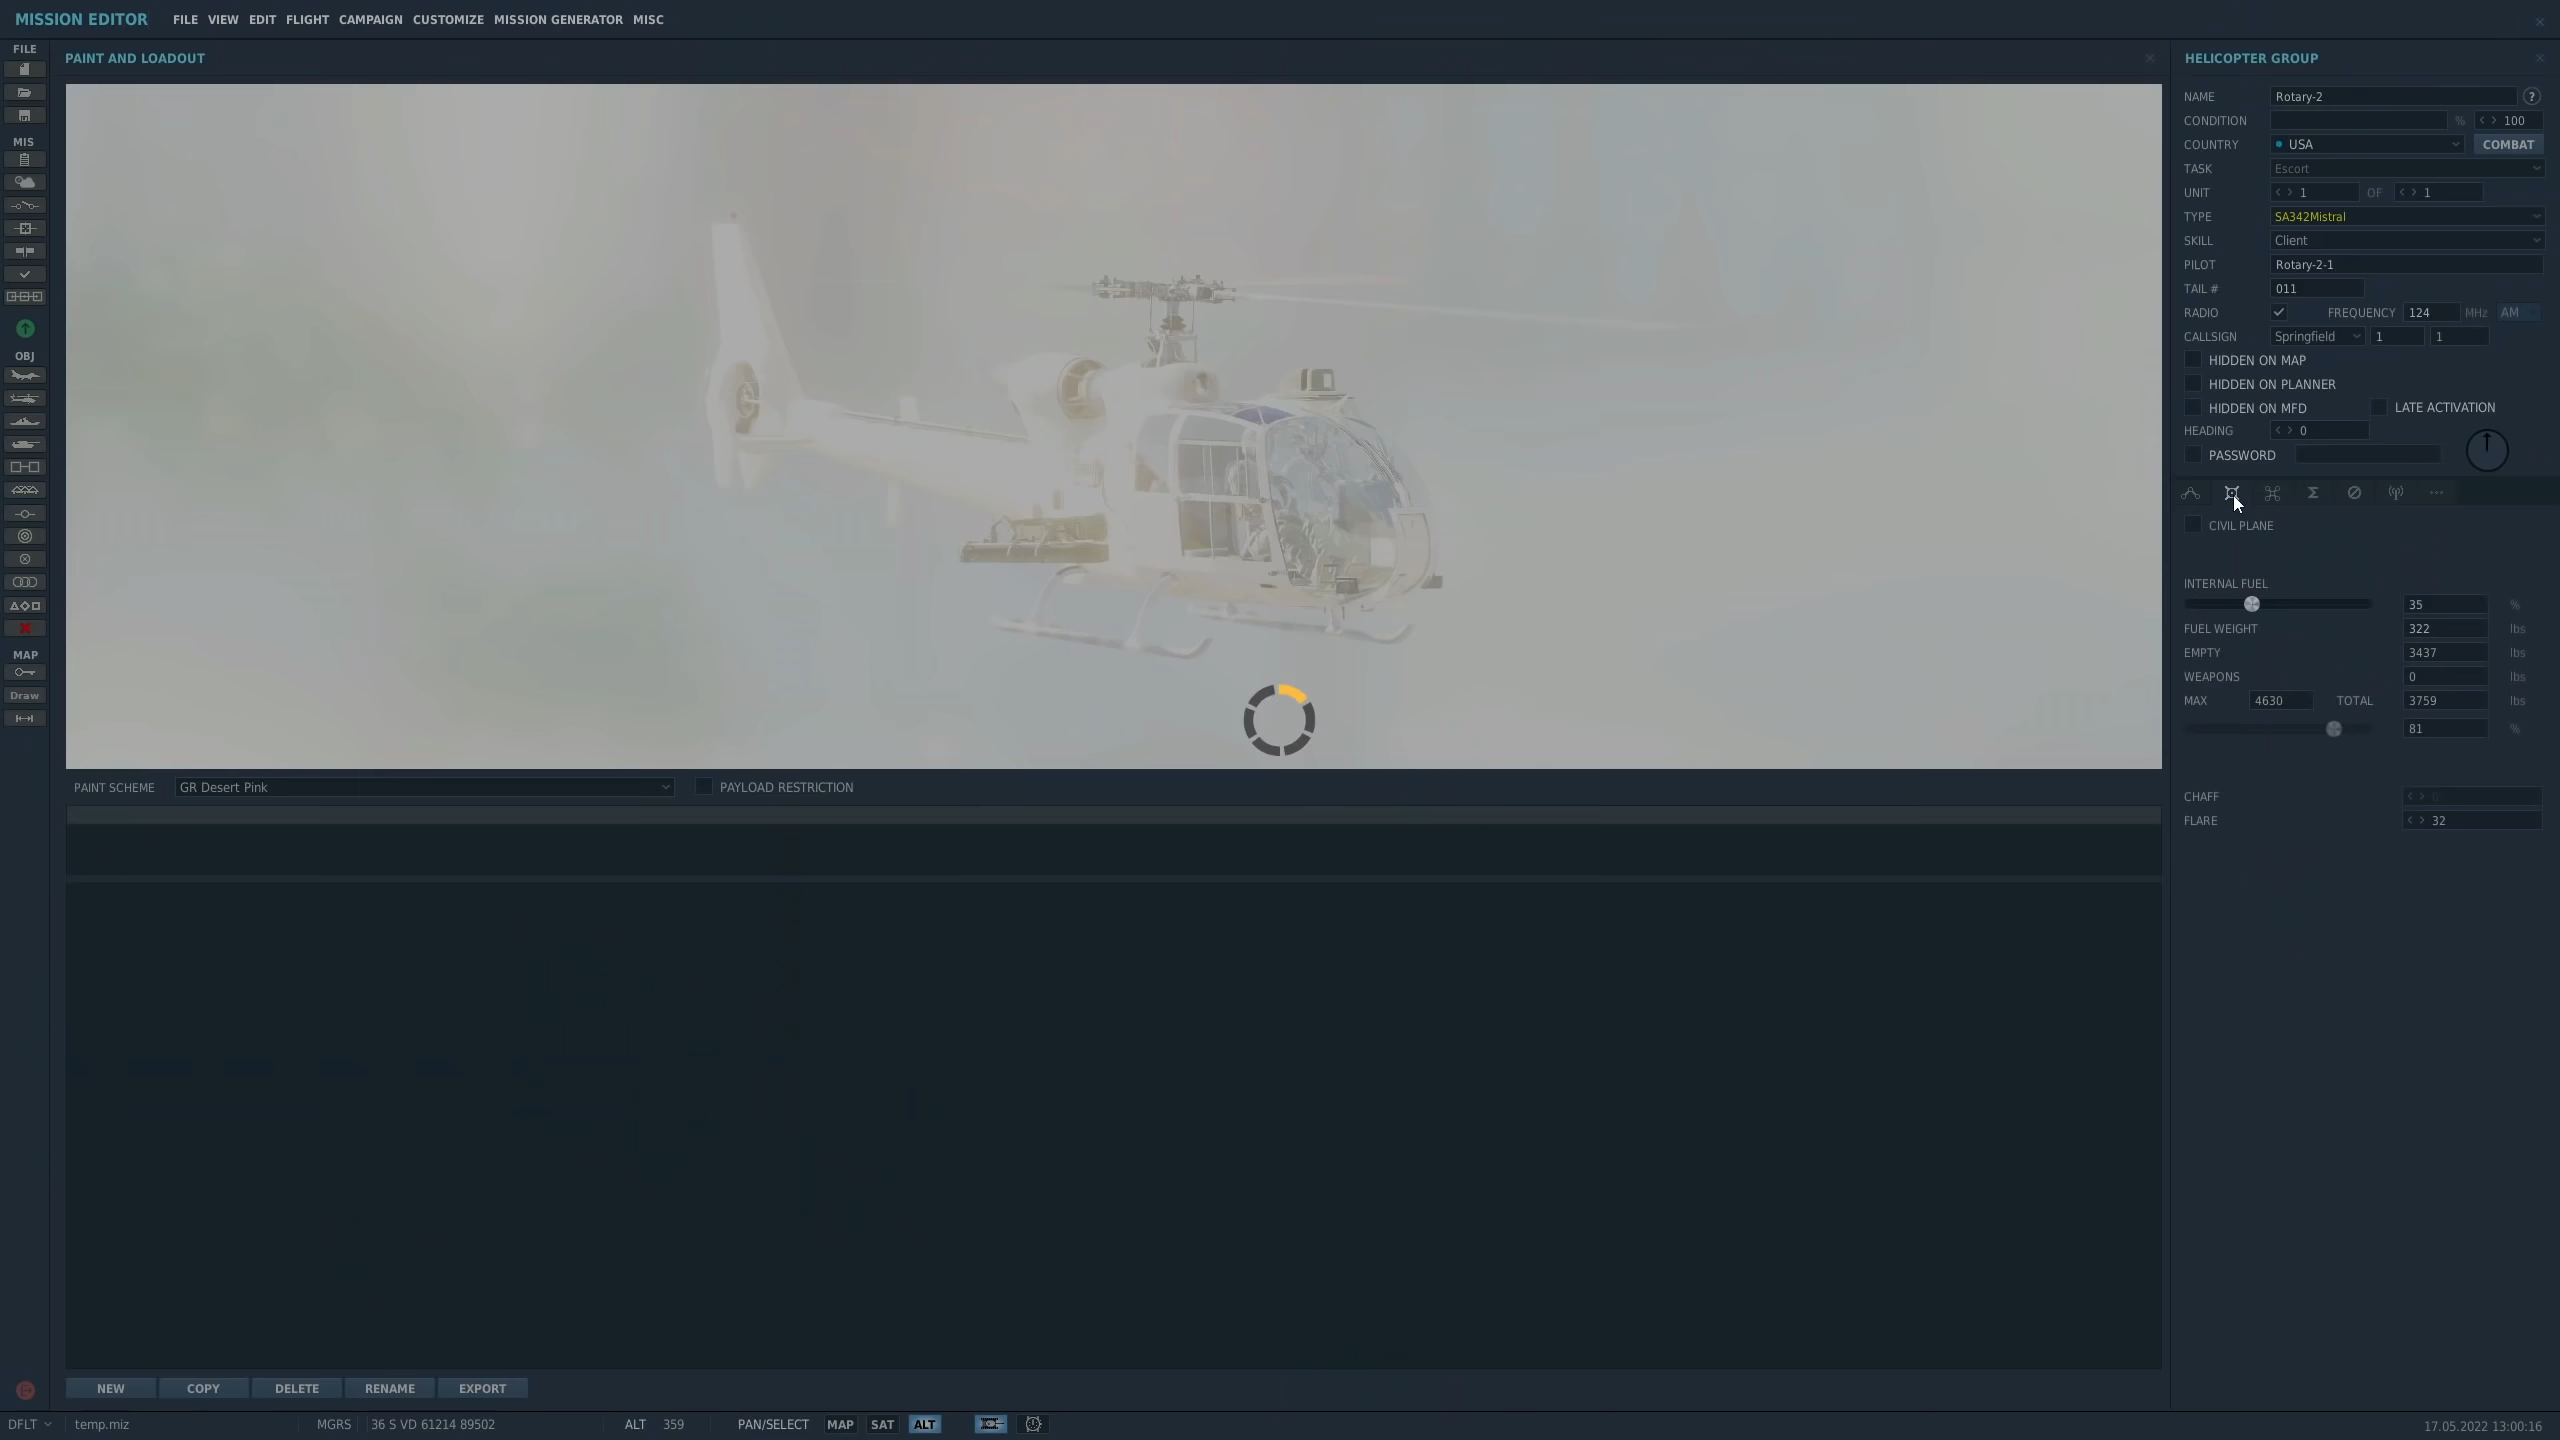 MISSION EDITOR FILE VIEW EDIT FLIGHT CAMPAIGN CUSTOMIZE MISSION GENERATOR MISC
FILE
MIS
OBJ
MAP
Draw
PAINT AND LOADOUT
PAINT SCHEME GR Desert Pink PAYLOAD RESTRICTION
NEW COPY DELETE RENAME EXPORT
HELICOPTER GROUP
NAME Rotary-2 ?
CONDITION % 100
COUNTRY USA COMBAT
TASK Escort
UNIT 1 OF 1
TYPE SA342Mistral
SKILL Client
PILOT Rotary-2-1
TAIL # 011
RADIO FREQUENCY 124 MHz AM
CALLSIGN Springfield 1 1
HIDDEN ON MAP
HIDDEN ON PLANNER
HIDDEN ON MFD LATE ACTIVATION
HEADING 0
PASSWORD
CIVIL PLANE
INTERNAL FUEL
35 %
FUEL WEIGHT 322 lbs
EMPTY 3437 lbs
WEAPONS 0 lbs
MAX 4630 TOTAL 3759 lbs
81 %
CHAFF 0
FLARE 32
DFLT temp.miz MGRS 36 S VD 61214 89502 ALT 359 PAN/SELECT MAP SAT ALT 17.05.2022 13:00:16